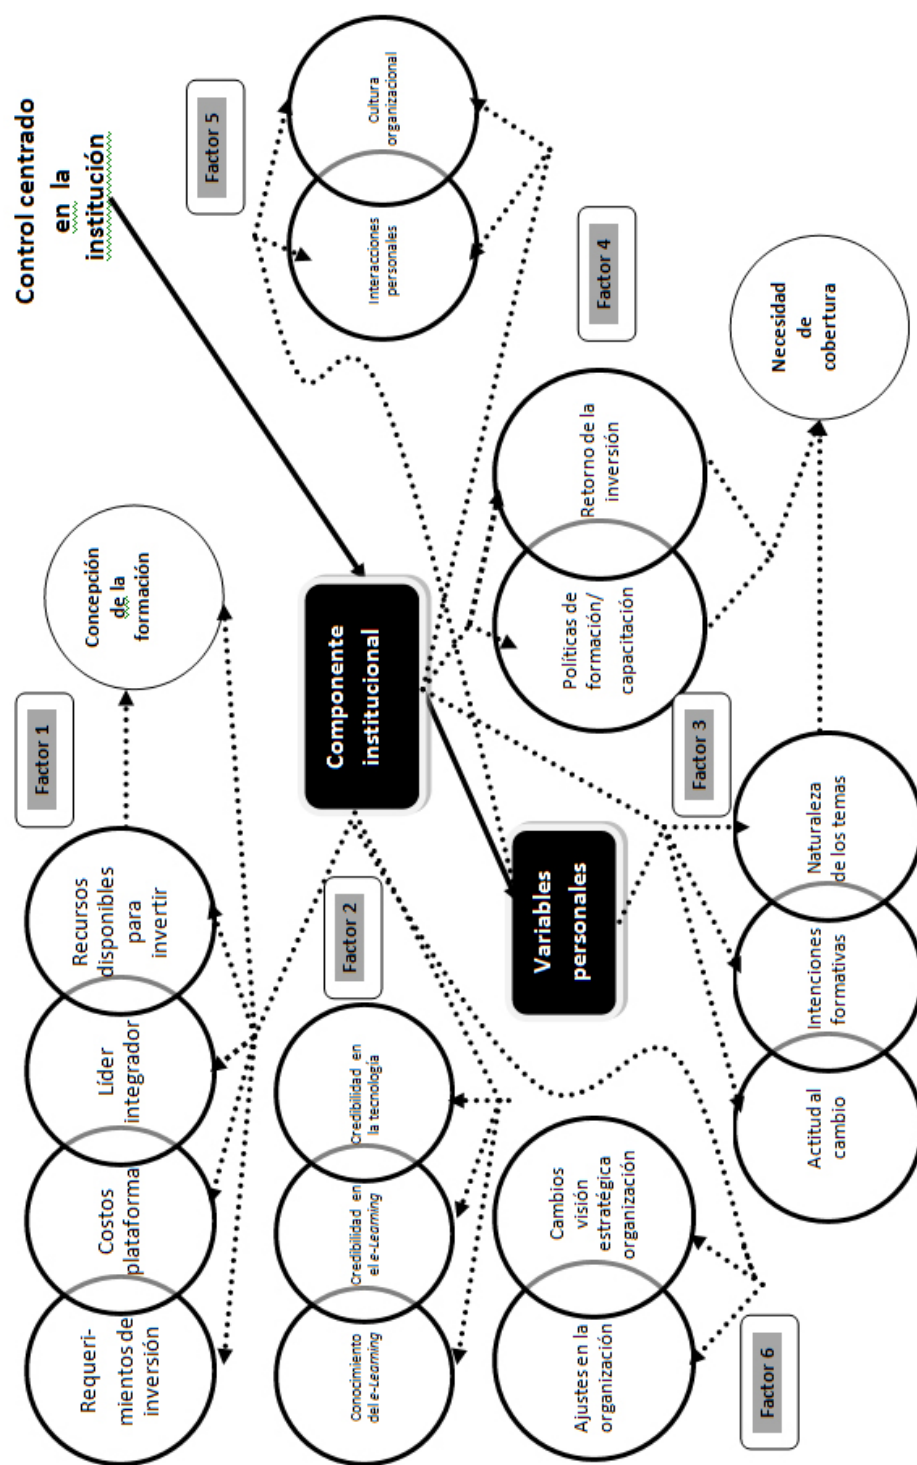 Requeri-
mientos de
inversión
Costos
plataforma
Líder
integrador
Recursos
disponibles
para
invertir
Factor 1
Concepción
de la
formación
Control centrado
en la
institución
Conocimiento
del e-Learning
Credibilidad en
el e-Learning
Credibilidad en
la tecnología
Factor 2
Componente
institucional
Interacciones
personales
Cultura
organizacional
Factor 5
Ajustes en la
organización
Cambios
visión
estratégica
organización
Variables
personales
Políticas de
formación/
capacitación
Retorno de la
inversión
Factor 4
Factor 6
Actitud al
cambio
Intenciones
formativas
Naturaleza
de los temas
Factor 3
Necesidad
de
cobertura